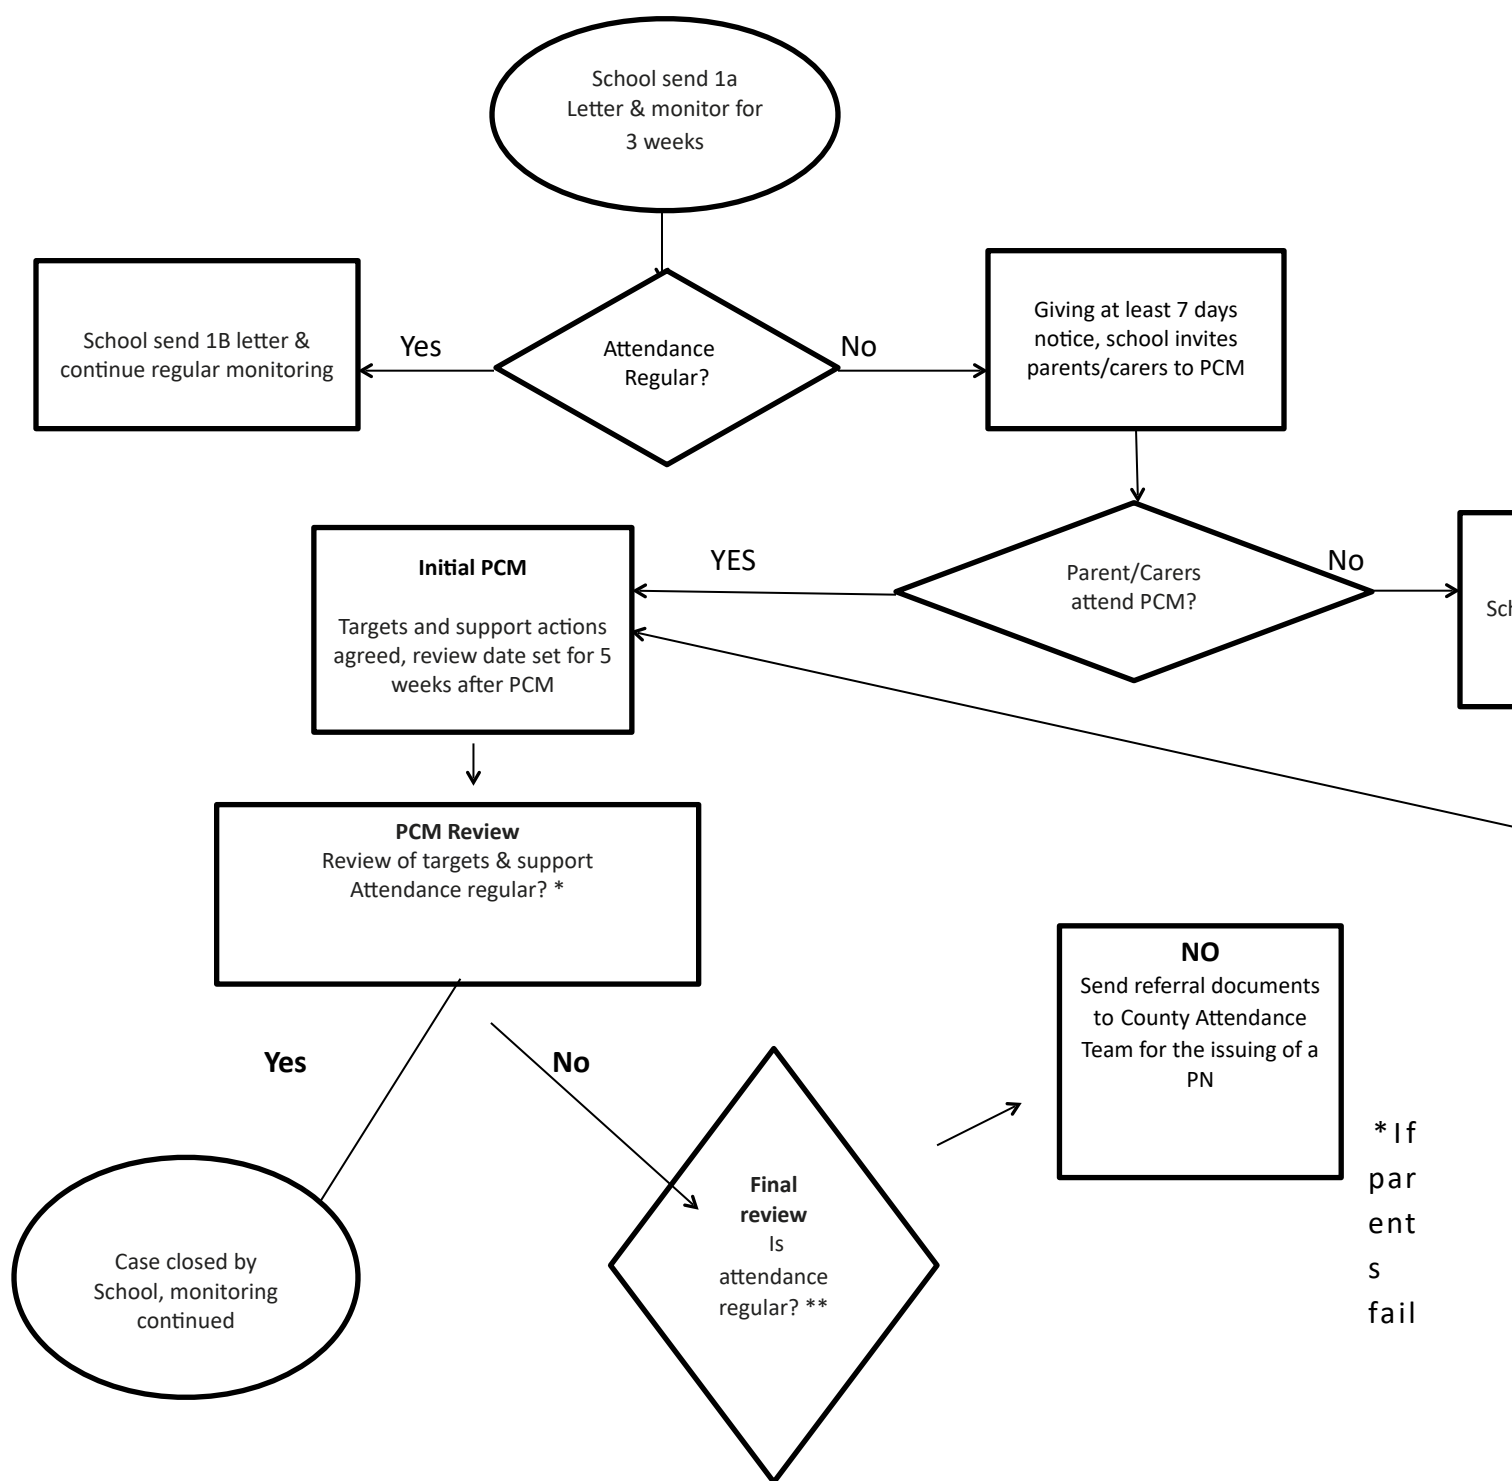 School send 1a
Letter & monitor for
3 weeks
School send 1B letter &
continue regular monitoring
Yes
Attendance
Regular?
No
Giving at least 7 days
notice, school invites
parents/carers to PCM
Initial PCM
Targets and support actions
agreed, review date set for 5
weeks after PCM
YES
Parent/Carers
attend PCM?
No
PCM Review
Review of targets & support
Attendance regular? *
Yes
No
NO
Send referral documents
to County Attendance
Team for the issuing of a
PN
Case closed by
School, monitoring
continued
Final
review
Is
attendance
regular? **
*If
par
ent
s
fail